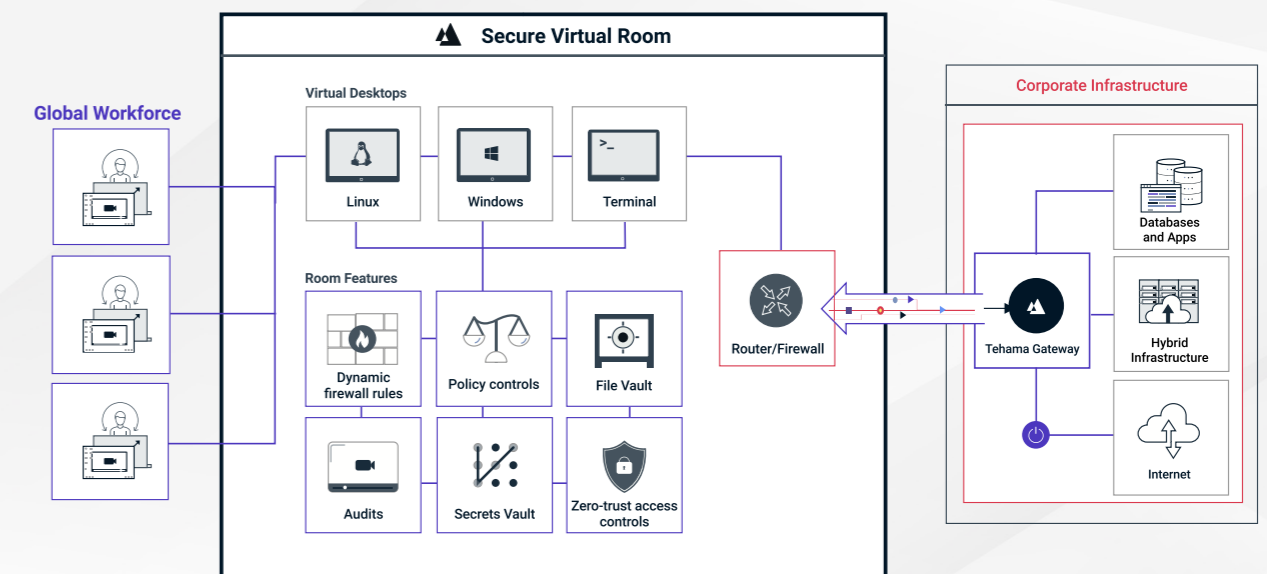 Secure Virtual Room
Global Workforce
Virtual Desktops
Linux
Windows
>_
Terminal
Room Features
Dynamic
firewall rules
Policy controls
File Vault
Audits
Secrets Vault
Zero-trust access
controls
Router/Firewall
Corporate Infrastructure
Tehama Gateway
Databases
and Apps
Hybrid
Infrastructure
Internet